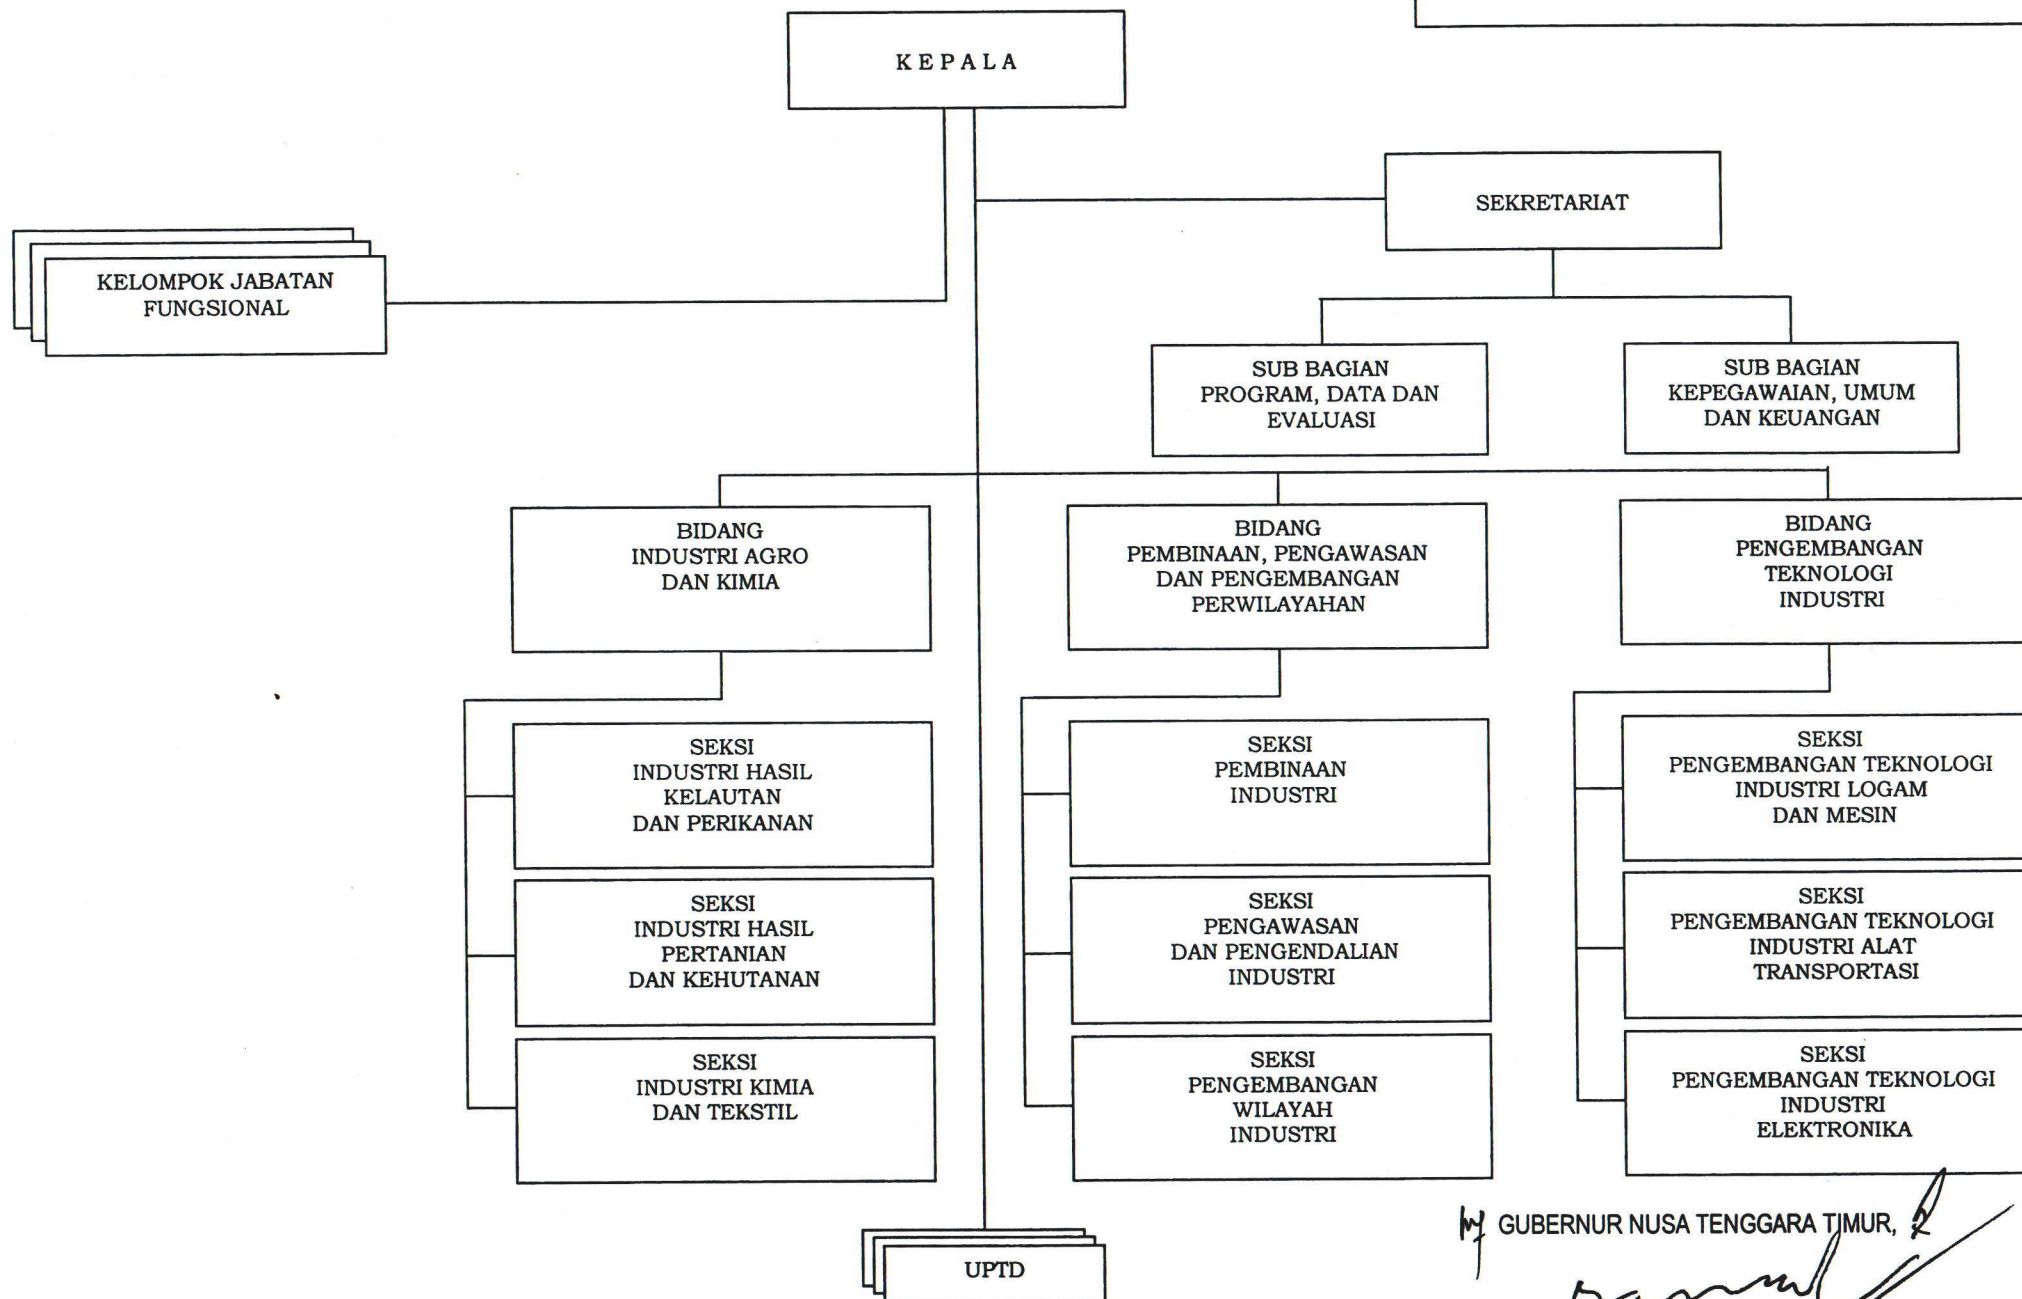 K E P A L A
SEKRETARIAT
KELOMPOK JABATAN
FUNGSIONAL
SUB BAGIAN
PROGRAM, DATA DAN
EVALUASI
SUB BAGIAN
KEPEGAWAIAN, UMUM
DAN KEUANGAN
BIDANG
INDUSTRI AGRO
DAN KIMIA
BIDANG
PEMBINAAN, PENGAWASAN
DAN PENGEMBANGAN
PERWILAYAHAN
BIDANG
PENGEMBANGAN
TEKNOLOGI
INDUSTRI
SEKSI
INDUSTRI HASIL
KELAUTAN
DAN PERIKANAN
SEKSI
PEMBINAAN
INDUSTRI
SEKSI
PENGEMBANGAN TEKNOLOGI
INDUSTRI LOGAM
DAN MESIN
SEKSI
INDUSTRI HASIL
PERTANIAN
DAN KEHUTANAN
SEKSI
PENGAWASAN
DAN PENGENDALIAN
INDUSTRI
SEKSI
PENGEMBANGAN TEKNOLOGI
INDUSTRI ALAT
TRANSPORTASI
SEKSI
INDUSTRI KIMIA
DAN TEKSTIL
SEKSI
PENGEMBANGAN
WILAYAH
INDUSTRI
SEKSI
PENGEMBANGAN TEKNOLOGI
INDUSTRI
ELEKTRONIKA
GUBERNUR NUSA TENGGARA TIMUR,
UPTD